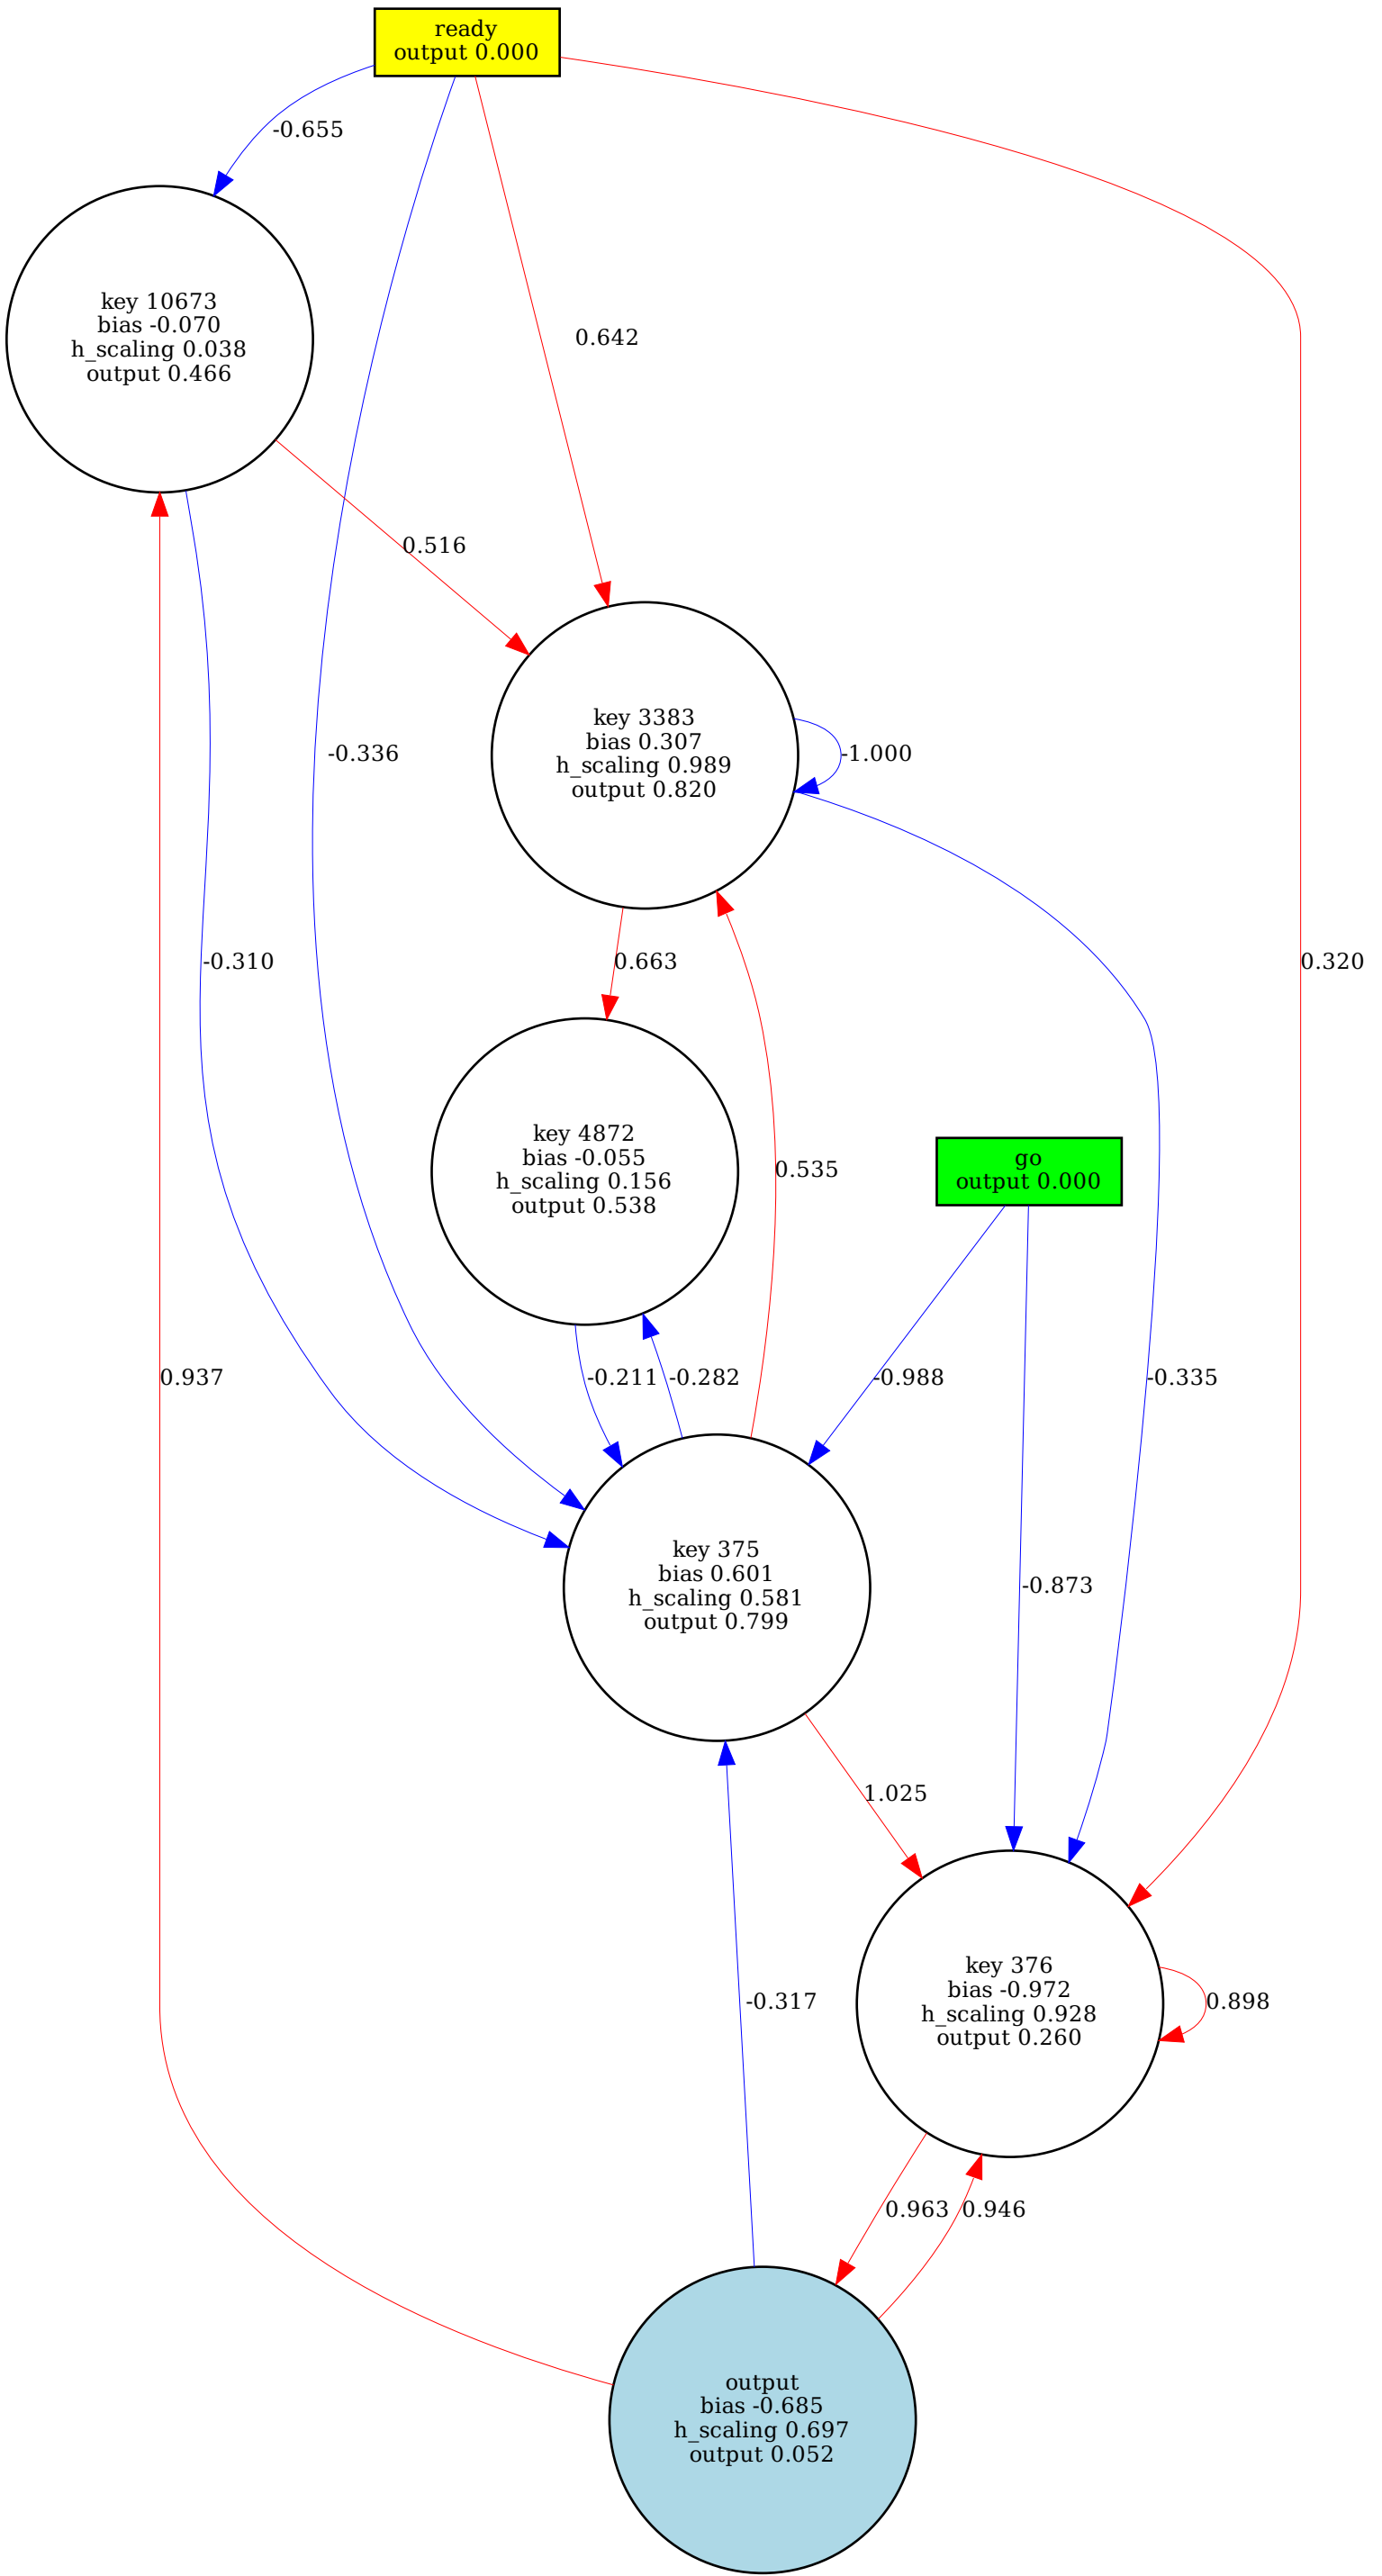 ready
output 0.000
-0.655
key 10673
bias -0.070
h_scaling 0.038
output 0.466
0.642
0.516
key 3383
bias 0.307
h_scaling 0.989
output 0.820
-1.000
-0.336
-0.310
0.663
0.320
key 4872
bias -0.055
h_scaling 0.156
output 0.538
0.535
go
output 0.000
0.937
-0.211
-0.282
-0.988
-0.335
key 375
bias 0.601
h_scaling 0.581
output 0.799
-0.873
1.025
key 376
bias -0.972
h_scaling 0.928
output 0.260
-0.317
0.898
0.963
0.946
output
bias -0.685
h_scaling 0.697
output 0.052